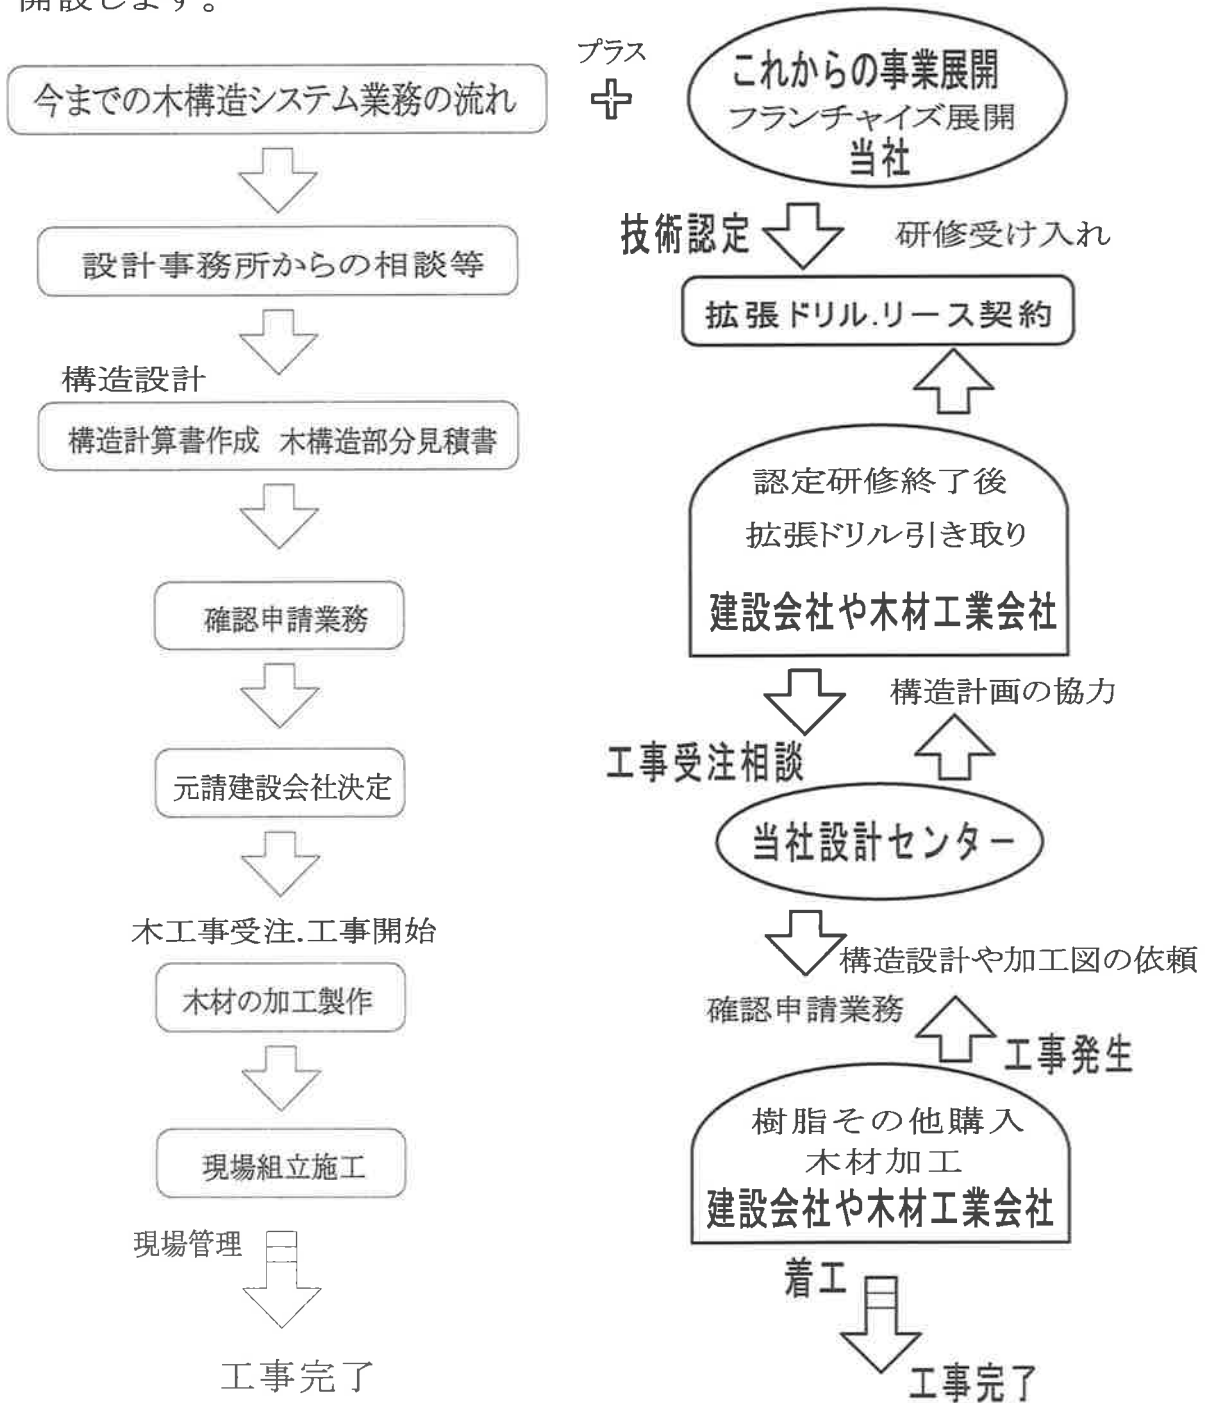 開設します。
今までの木構造システム業務の流れ
設計事務所からの相談等
構造設計
構造計算書作成 木構造部分見積書
確認申請業務
元請建設会社決定
木工事受注.工事開始
木材の加工製作
現場組立施工
現場管理
工事完了
プラス
これからの事業展開
フランチャイズ展開
当社
技術認定
研修受け入れ
拡張ドリル.リース契約
認定研修終了後
拡張ドリル引き取り
建設会社や木材工業会社
構造計画の協力
工事受注相談
当社設計センター
構造設計や加工図の依頼
確認申請業務
工事発生
樹脂その他購入
木材加工
建設会社や木材工業会社
着工
工事完了